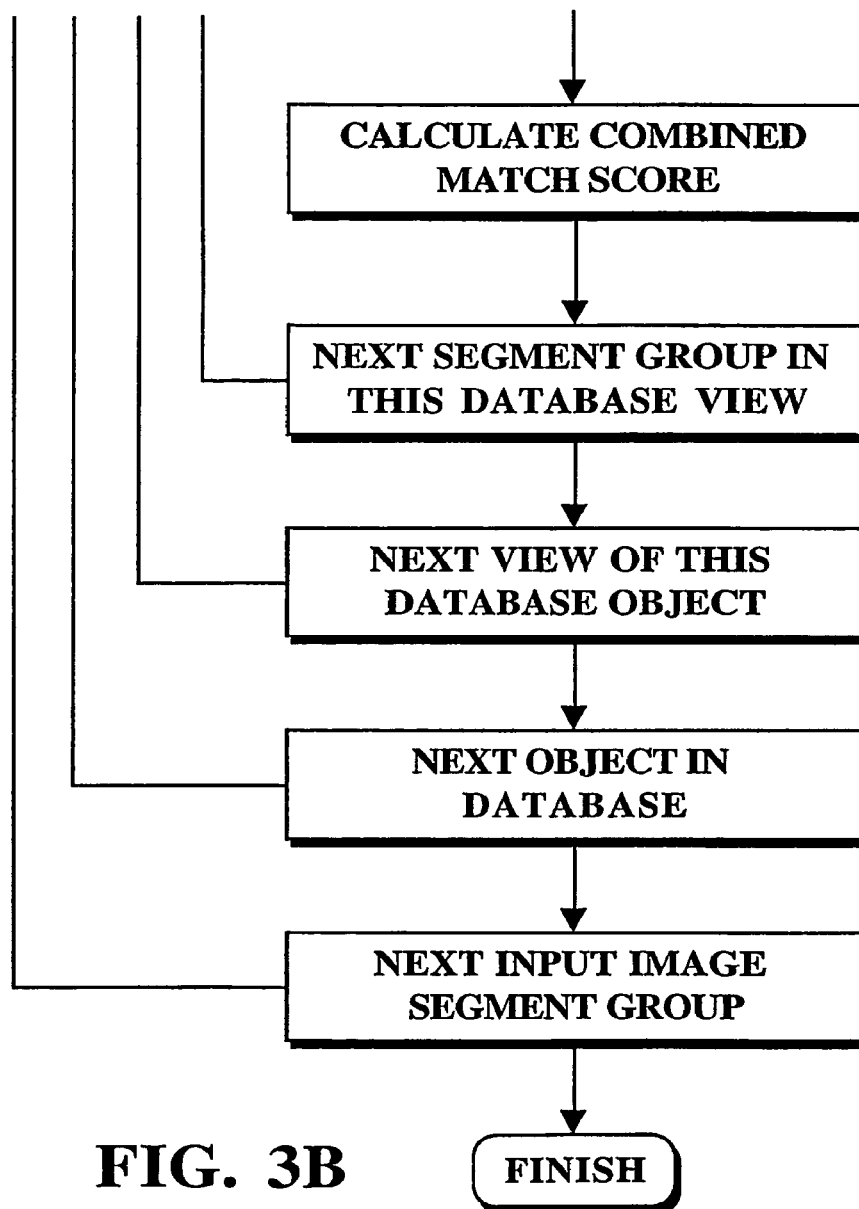 CALCULATE COMBINED
MATCH SCORE
NEXT SEGMENT GROUP IN
THIS DATABASE VIEW
NEXT VIEW OF THIS
DATABASE OBJECT
NEXT OBJECT IN
DATABASE
NEXT INPUT IMAGE
SEGMENT GROUP
FINISH
FIG. 3B